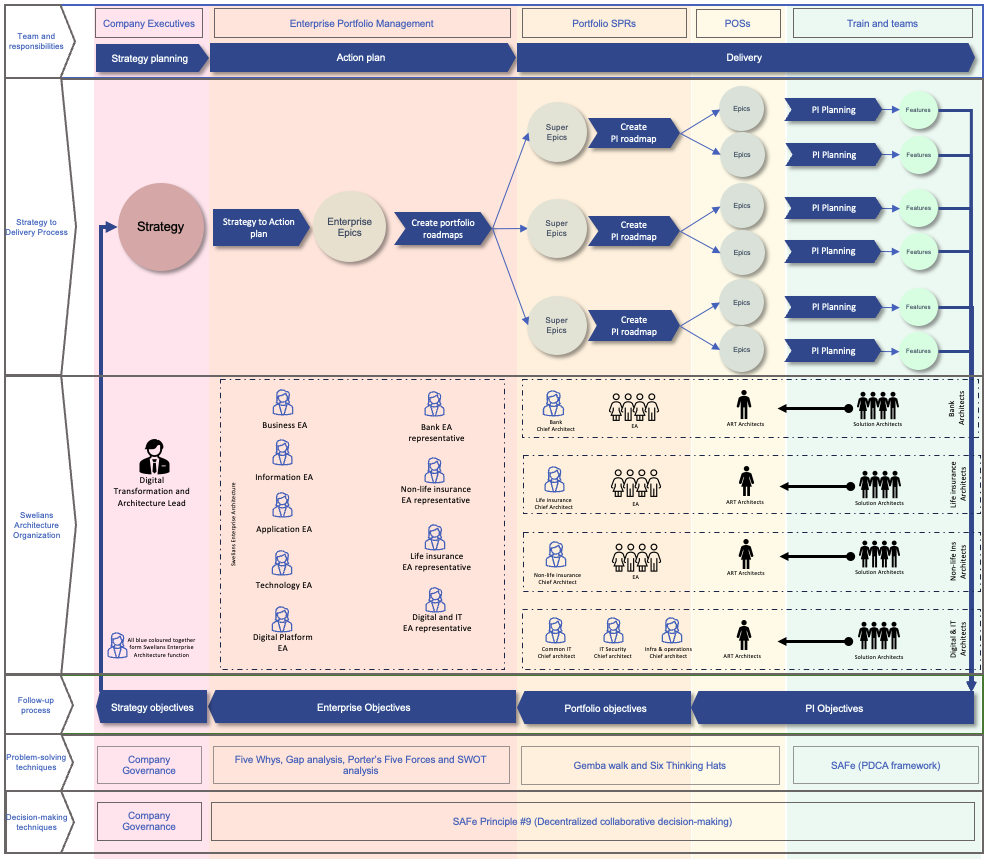 Team and
responsibilities
Company Executives
Enterprise Portfolio Management
Portfolio SPRs
POSs
Train and teams
Strategy planning
Action plan
Delivery
Strategy to
Delivery Process
Strategy
Strategy to Action
plan
Enterprise
Epics
Create portfolio
roadmaps
Super
Epics
Create
PI roadmap
Epics
PI Planning
Features
Epics
PI Planning
Features
Super
Epics
Create
PI roadmap
Epics
PI Planning
Features
Epics
PI Planning
Features
Super
Epics
Create
PI roadmap
Epics
PI Planning
Features
Epics
PI Planning
Features
Swelians
Architecture
Organization
Digital
Transformation and
Architecture Lead
All blue coloured together
form Swelians Enterprise
Architecture function
Swelians Enterprise Architecture
Business EA
Information EA
Application EA
Technology EA
Digital Platform
EA
Bank EA
representative
Non-life insurance
EA representative
Life insurance
EA representative
Digital and IT
EA representative
Bank
Chief Architect
EA
ART Architects
Solution Architects
Bank
Architects
Life insurance
Chief Architect
EA
ART Architects
Solution Architects
Life insurance
Architects
Non-life insurance
Chief Architect
EA
ART Architects
Solution Architects
Non-life Ins
Architects
Common IT
Chief architect
IT Security
Chief architect
Infra & operations
Chief architect
ART Architects
Solution Architects
Digital & IT
Architects
Follow-up
process
Strategy objectives
Enterprise Objectives
Portfolio objectives
PI Objectives
Problem-solving
techniques
Company
Governance
Five Whys, Gap analysis, Porter's Five Forces and SWOT
analysis
Gemba walk and Six Thinking Hats
SAFe (PDCA framework)
Decision-making
techniques
Company
Governance
SAFe Principle #9 (Decentralized collaborative decision-making)